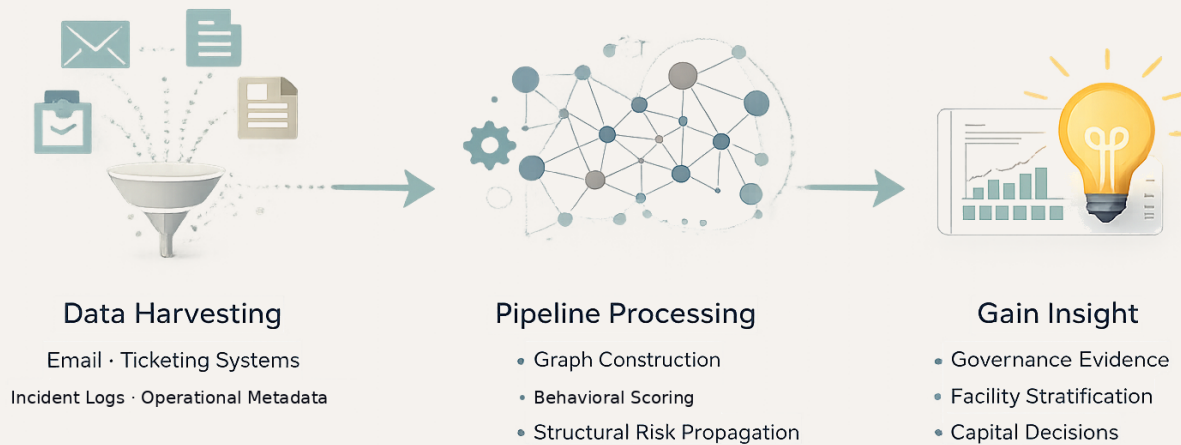 Data Harvesting
Email · Ticketing Systems
Incident Logs · Operational Metadata
Pipeline Processing
• Graph Construction
• Behavioral Scoring
• Structural Risk Propagation
Gain Insight
• Governance Evidence
• Facility Stratification
• Capital Decisions